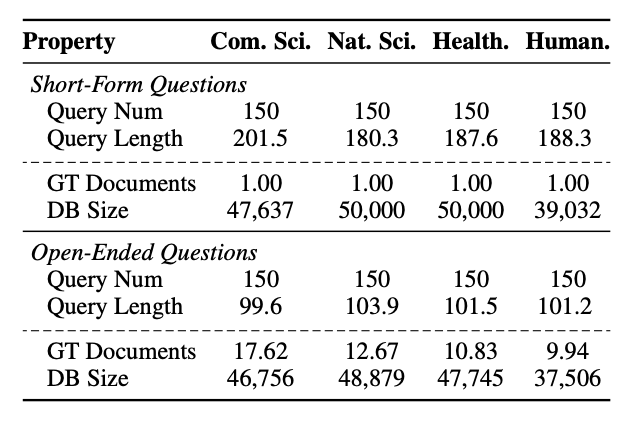 Property Com. Sci. Nat. Sci. Health. Human.
Short-Form Questions
Query Num 150 150 150 150
Query Length 201.5 180.3 187.6 188.3
GT Documents 1.00 1.00 1.00 1.00
DB Size 47,637 50,000 50,000 39,032
Open-Ended Questions
Query Num 150 150 150 150
Query Length 99.6 103.9 101.5 101.2
GT Documents 17.62 12.67 10.83 9.94
DB Size 46,756 48,879 47,745 37,506